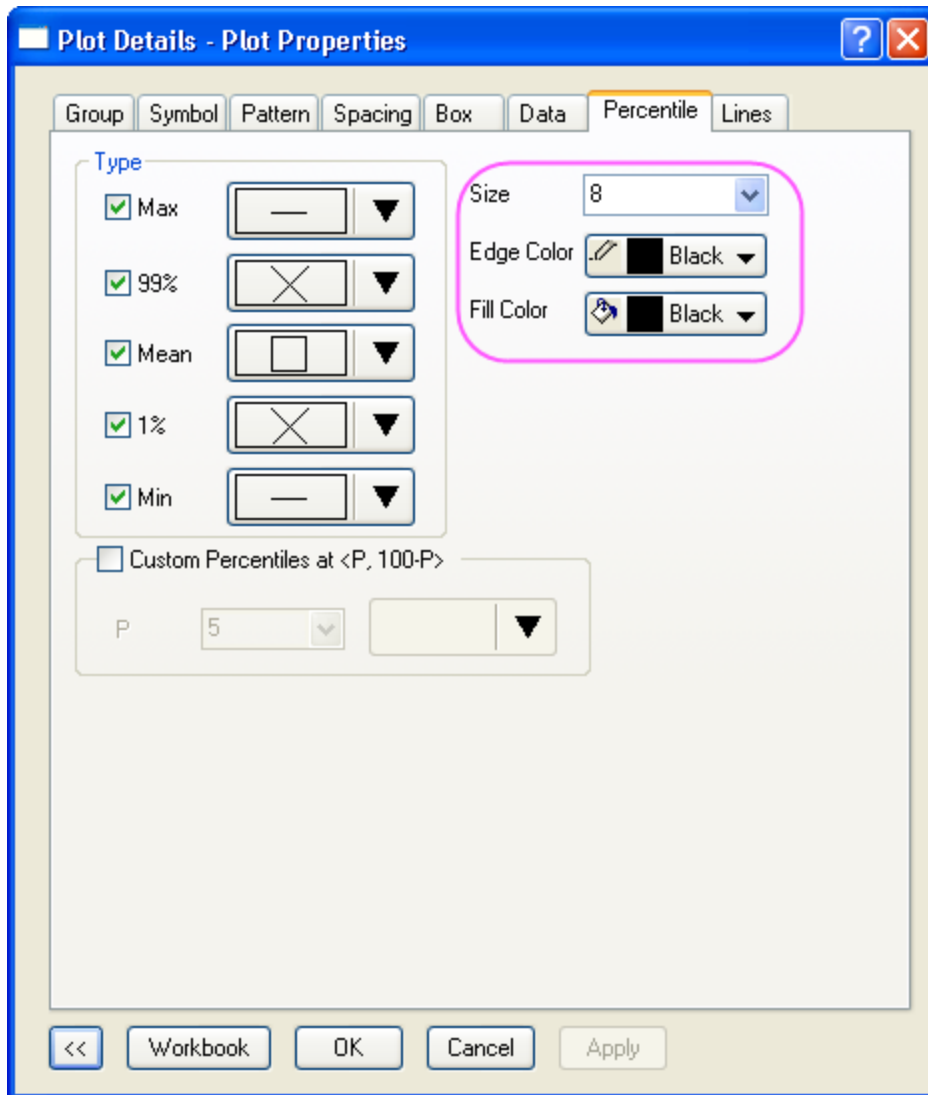 Plot Details - Plot Properties
Group Symbol Pattern Spacing Box Data Percentile Lines
Type
Max
99%
Mean
1%
Min
Size 8
Edge Color Black
Fill Color Black
Custom Percentiles at <P, 100-P>
P 5
<< Workbook OK Cancel Apply